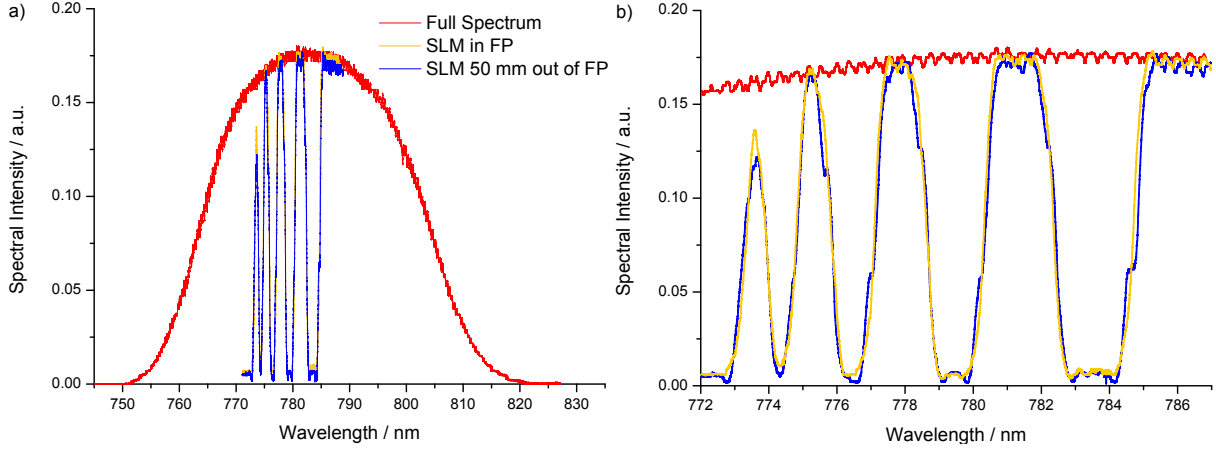 a)
Full Spectrum
SLM in FP
SLM 50 mm out of FP
Spectral Intensity / a.u.
0.20
0.15
0.10
0.05
0.00
750 760 770 780 790 800 810 820 830
Wavelength / nm
b)
Spectral Intensity / a.u.
0.20
0.15
0.10
0.05
0.00
772 774 776 778 780 782 784 786
Wavelength / nm